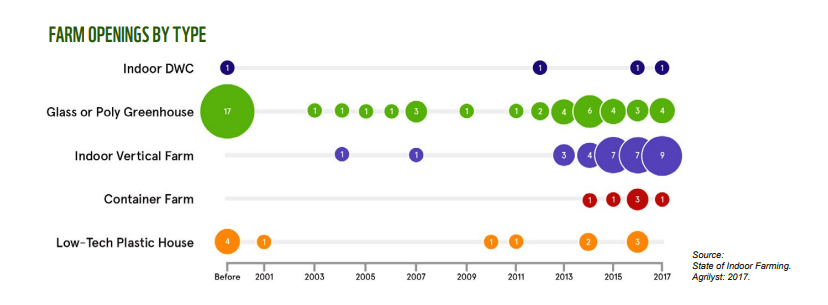 FARM OPENINGS BY TYPE
Indoor DWC 1 1 1 1
Glass or Poly Greenhouse 17 1 1 1 1 3 1 1 2 4 6 4 3 4
Indoor Vertical Farm 1 1 3 4 7 7 9
Container Farm 1 1 3 1
Low-Tech Plastic House 4 1 1 1 2 3
Before 2001 2003 2005 2007 2009 2011 2013 2015 2017
Source:
State of Indoor Farming.
Agrilyst: 2017.